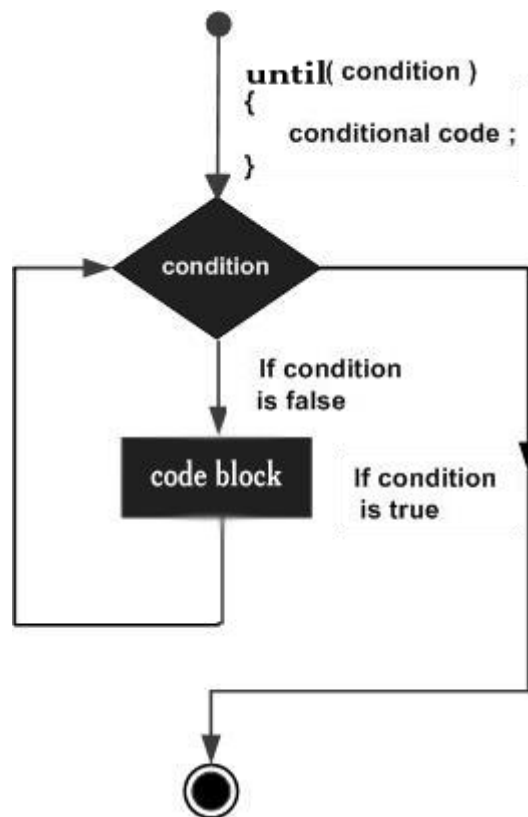 until( condition )
{
conditional code ;
}
condition
If condition
is false
code block
If condition
is true